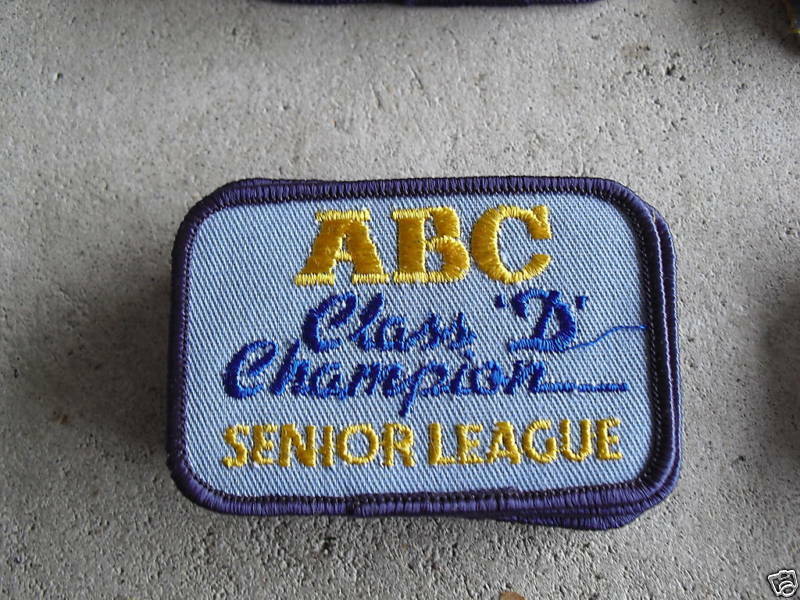 ABC
Class 'D'
Champion
SENIOR LEAGUE